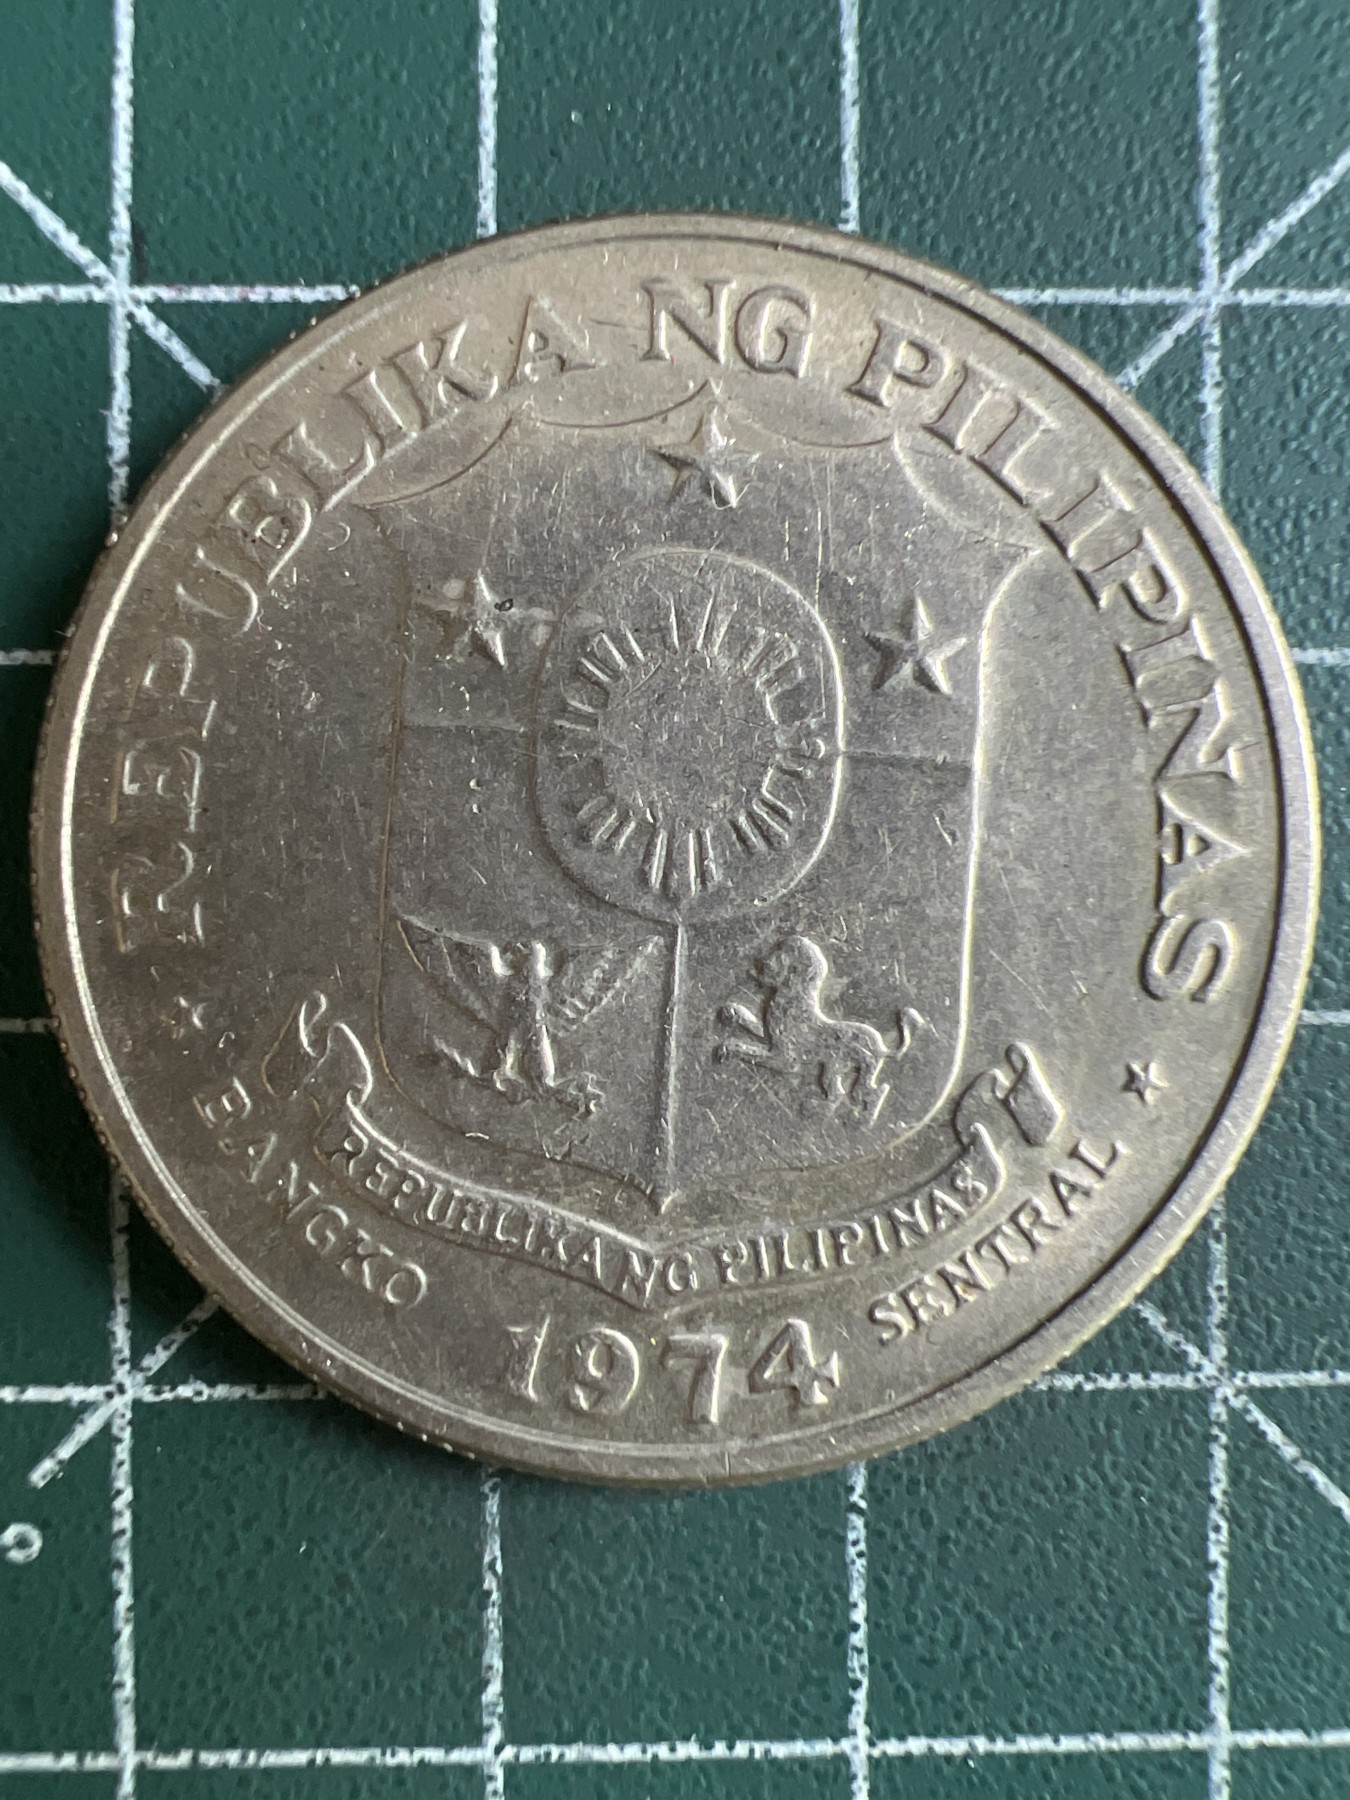 REPUBLIKA NG PILIPINAS
REPUBLIKA NG PILIPINAS
BANGKO SENTRAL
1974